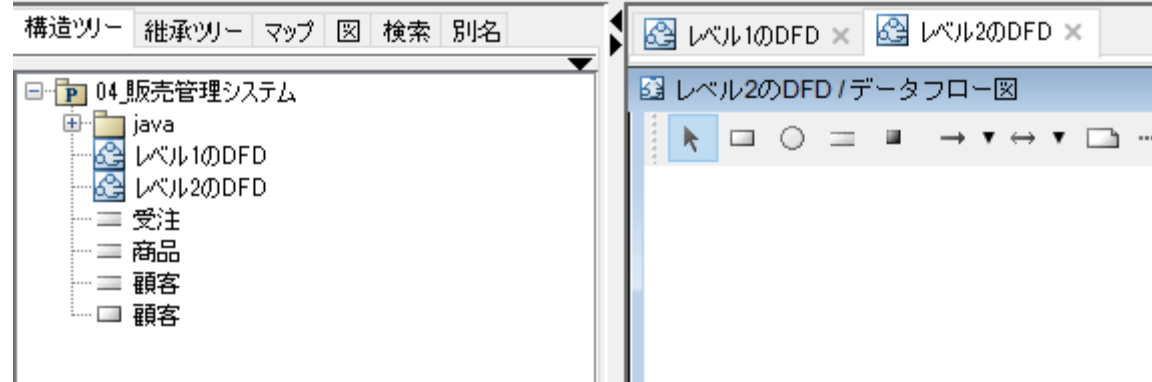 構造ツリー 継承ツリー マップ 図 検索 別名
04_販売管理システム
java
レベル1のDFD
レベル2のDFD
受注
商品
顧客
顧客
レベル1のDFD レベル2のDFD
レベル2のDFD / データフロー図